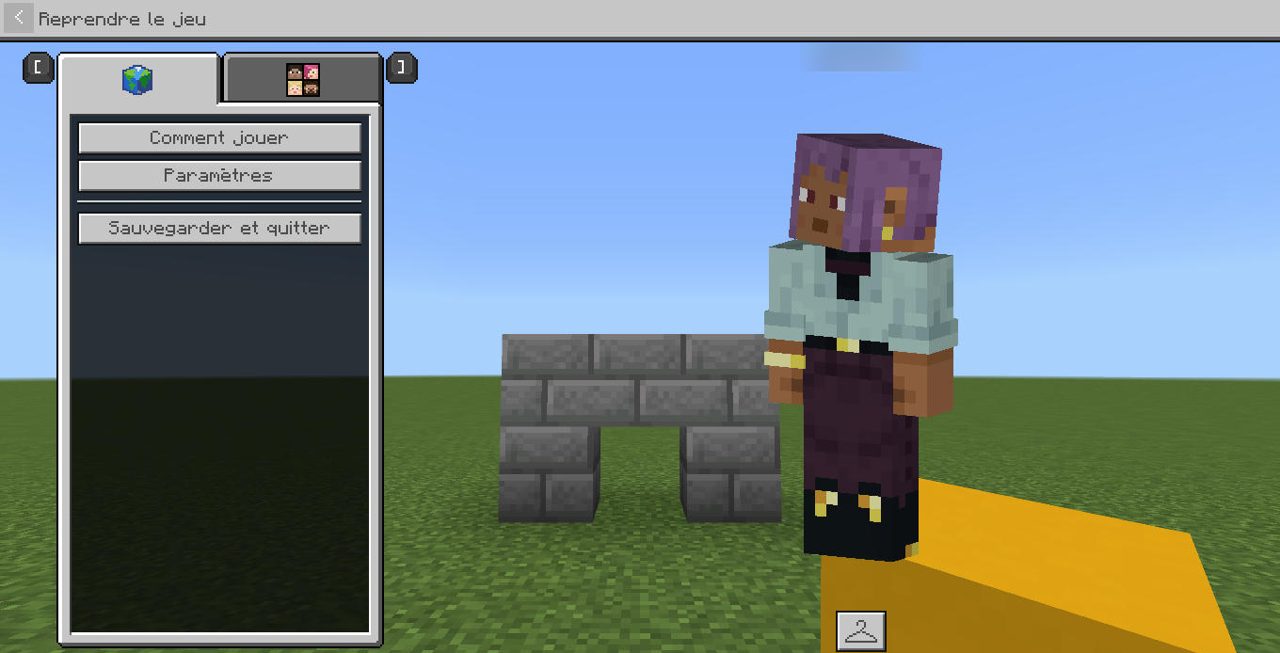 Reprendre le jeu
[
]
Comment jouer
Paramètres
Sauvegarder et quitter